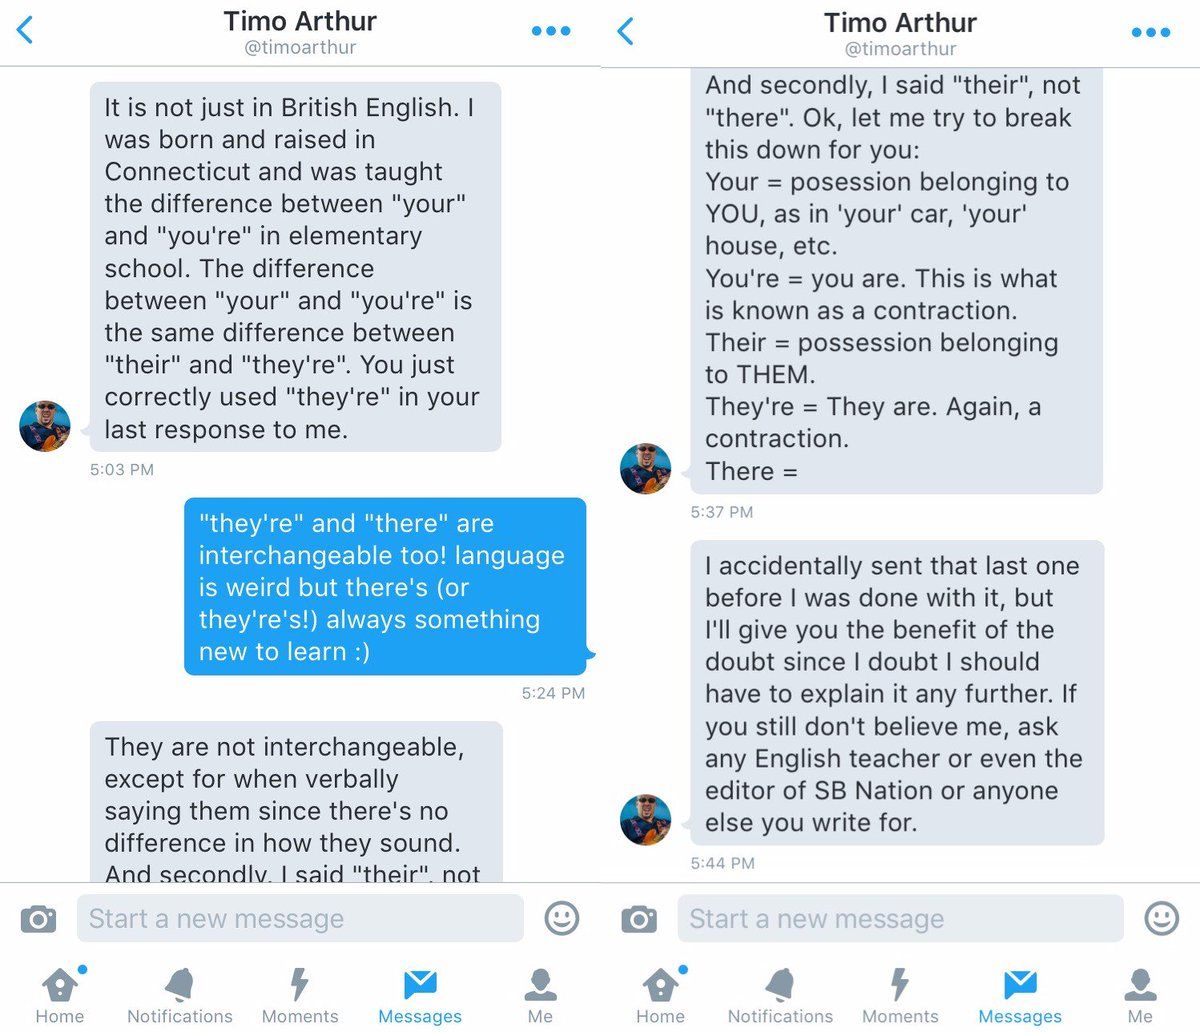 Timo Arthur
@timoarthur
It is not just in British English. I
was born and raised in
Connecticut and was taught
the difference between "your"
and "you're" in elementary
school. The difference
between "your" and "you're" is
the same difference between
"their" and "they're". You just
correctly used "they're" in your
last response to me.
5:03 PM
"they're" and "there" are
interchangeable too! language
is weird but there's (or
they're's!) always something
new to learn :)
5:24 PM
They are not interchangeable,
except for when verbally
saying them since there's no
difference in how they sound.
And secondly, I said "their", not
Start a new message
Home
Notifications
Moments
Messages
Me
Timo Arthur
@timoarthur
And secondly, I said "their", not
"there". Ok, let me try to break
this down for you:
Your = posession belonging to
YOU, as in 'your' car, 'your'
house, etc.
You're = you are. This is what
is known as a contraction.
Their = possession belonging
to THEM.
They're = They are. Again, a
contraction.
There =
5:37 PM
I accidentally sent that last one
before I was done with it, but
I'll give you the benefit of the
doubt since I doubt I should
have to explain it any further. If
you still don't believe me, ask
any English teacher or even the
editor of SB Nation or anyone
else you write for.
5:44 PM
Start a new message
Home
Notifications
Moments
Messages
Me